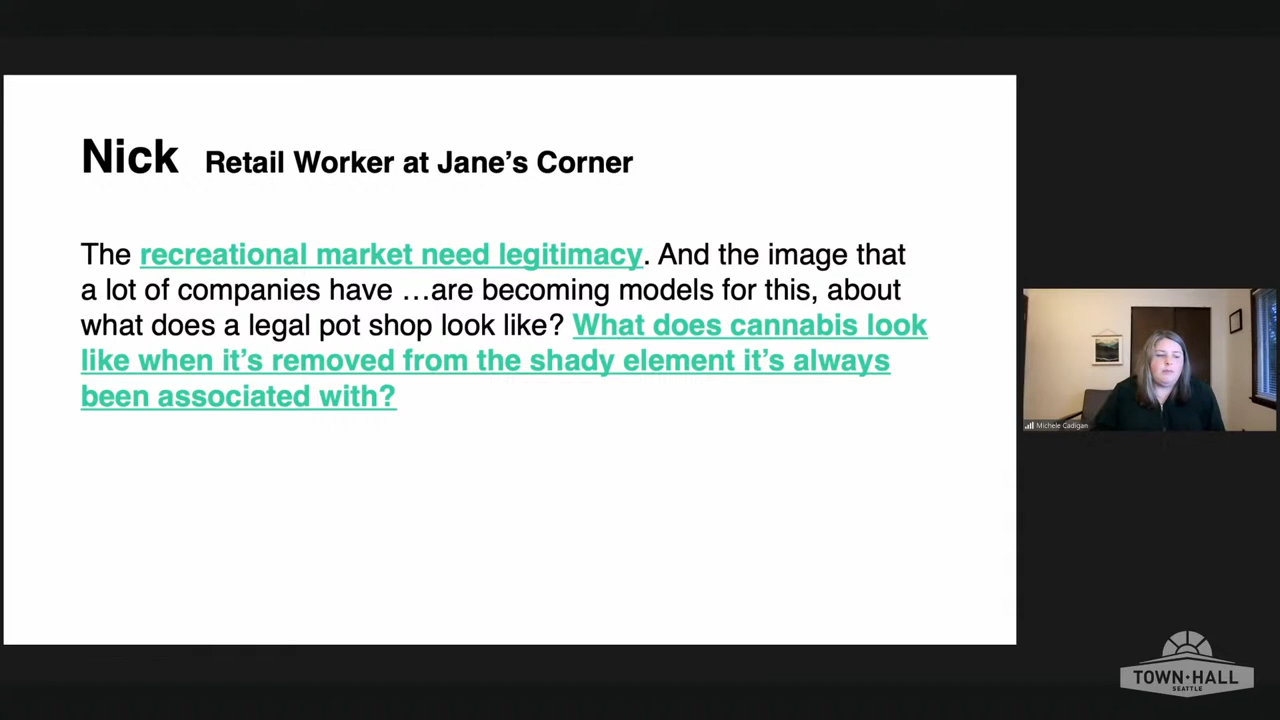 Nick Retail Worker at Jane's Corner
The recreational market need legitimacy. And the image that
a lot of companies have …are becoming models for this, about
what does a legal pot shop look like? What does cannabis look
like when it's removed from the shady element it's always
been associated with?
Michele Cadigan
TOWN·HALL
SEATTLE